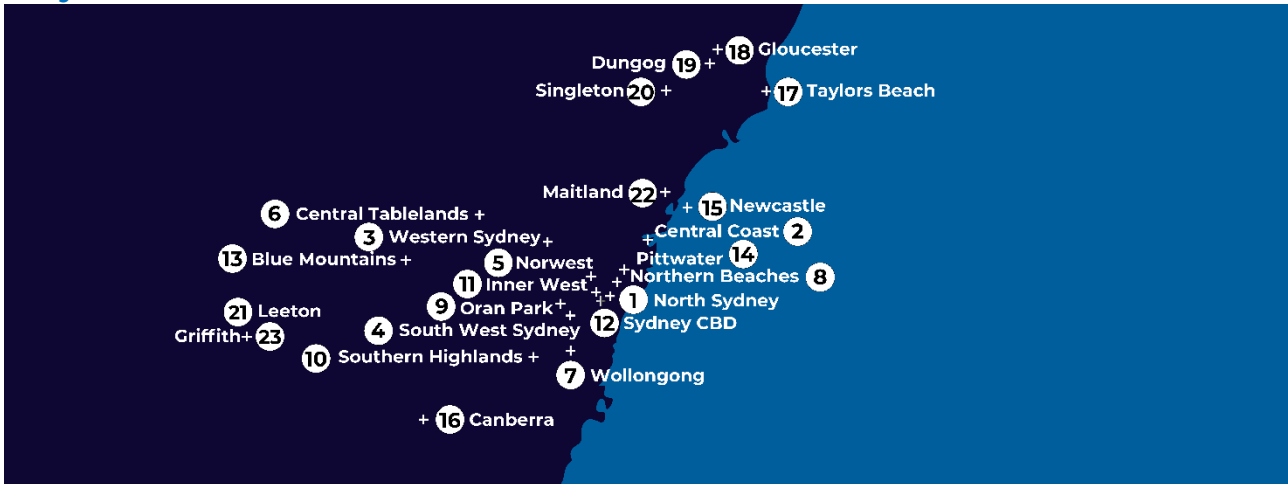 18 Gloucester
Dungog 19
Singleton 20
17 Taylors Beach
Maitland 22
15 Newcastle
6 Central Tablelands
Central Coast 2
3 Western Sydney
Pittwater 14
13 Blue Mountains
5 Norwest
Northern Beaches 8
11 Inner West
1 North Sydney
9 Oran Park
21 Leeton
12 Sydney CBD
4 South West Sydney
Griffith 23
10 Southern Highlands
7 Wollongong
16 Canberra